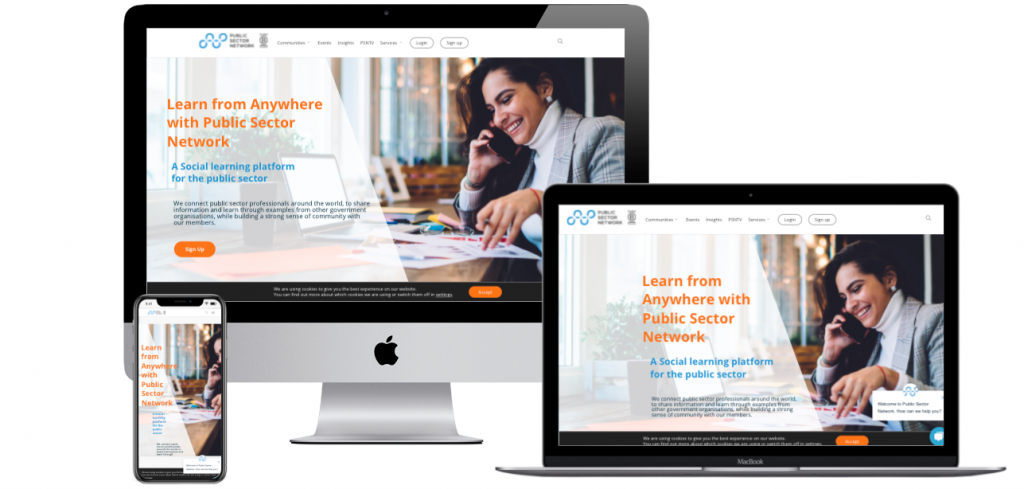 PUBLIC
SECTOR
NETWORK
Communities Events Insights PSNTV Services Login Sign up
Learn from Anywhere
with Public Sector
Network
A Social learning platform
for the public sector
We connect public sector professionals around the world, to share
information and learn through examples from other government
organisations, while building a strong sense of community with
our members.
Sign Up
We are using cookies to give you the best experience on our website.
You can find out more about which cookies we are using or switch them off in settings.
Accept
PUBLIC
SECTOR
NETWORK
Communities Events Insights PSNTV Services Login Sign up
Learn from
Anywhere with
Public Sector
Network
A Social learning platform
for the public sector
We connect public sector professionals around the world,
to share information and learn through examples from
other government organisations, while building a strong
sense of community with our members.
Welcome to Public Sector
Network. How can we help you?
We are using cookies to give you the best experience on our website.
You can find out more about which cookies we are using or switch them off in settings.
Accept
MacBook
Learn
from
Anywhere
with
Public
Sector
Network
A Social
learning
platform
for the
public
sector